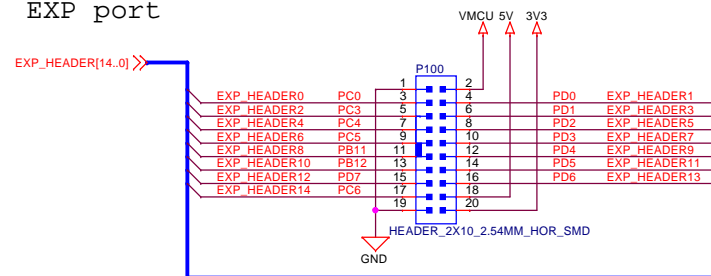 EXP port
VMCU 5V 3V3
EXP_HEADER[14..0]
P100
1 2
EXP_HEADER0 PC0 3 4 PD0 EXP_HEADER1
EXP_HEADER2 PC3 5 6 PD1 EXP_HEADER3
EXP_HEADER4 PC4 7 8 PD2 EXP_HEADER5
EXP_HEADER6 PC5 9 10 PD3 EXP_HEADER7
EXP_HEADER8 PB11 11 12 PD4 EXP_HEADER9
EXP_HEADER10 PB12 13 14 PD5 EXP_HEADER11
EXP_HEADER12 PD7 15 16 PD6 EXP_HEADER13
EXP_HEADER14 PC6 17 18
19 20
HEADER_2X10_2.54MM_HOR_SMD
GND